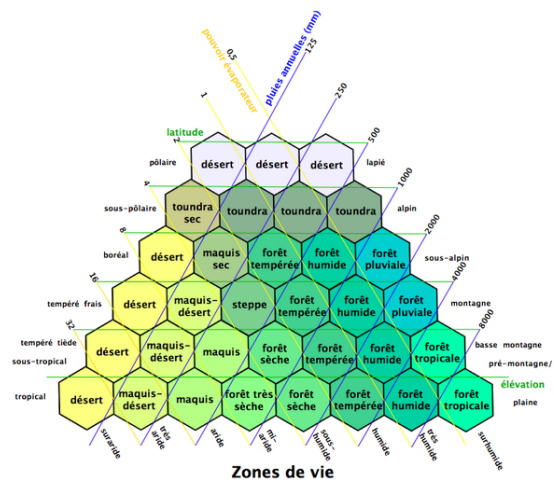 pouvoir évaporateur
pluies annuelles (mm)
0,5
125
1
250
latitude
2
500
pôlaire
désert
désert
désert
lapié
4
1000
sous-pôlaire
toundra
sec
toundra
toundra
toundra
alpin
8
2000
boréal
désert
maquis
sec
forêt
tempérée
forêt
humide
forêt
pluviale
sous-alpin
16
4000
tempéré frais
désert
maquis-
désert
steppe
forêt
tempérée
forêt
humide
forêt
pluviale
montagne
32
8000
tempéré tiède
sous-tropical
désert
maquis-
désert
maquis
forêt
sèche
forêt
tempérée
forêt
humide
forêt
tropicale
basse montagne
pré-montagne/
élévation
tropical
désert
maquis-
désert
maquis
forêt très
sèche
forêt
sèche
forêt
tempérée
forêt
humide
forêt
tropicale
plaine
suraride
très
aride
aride
mi-
aride
sous-
humide
humide
très
humide
surhumide
Zones de vie